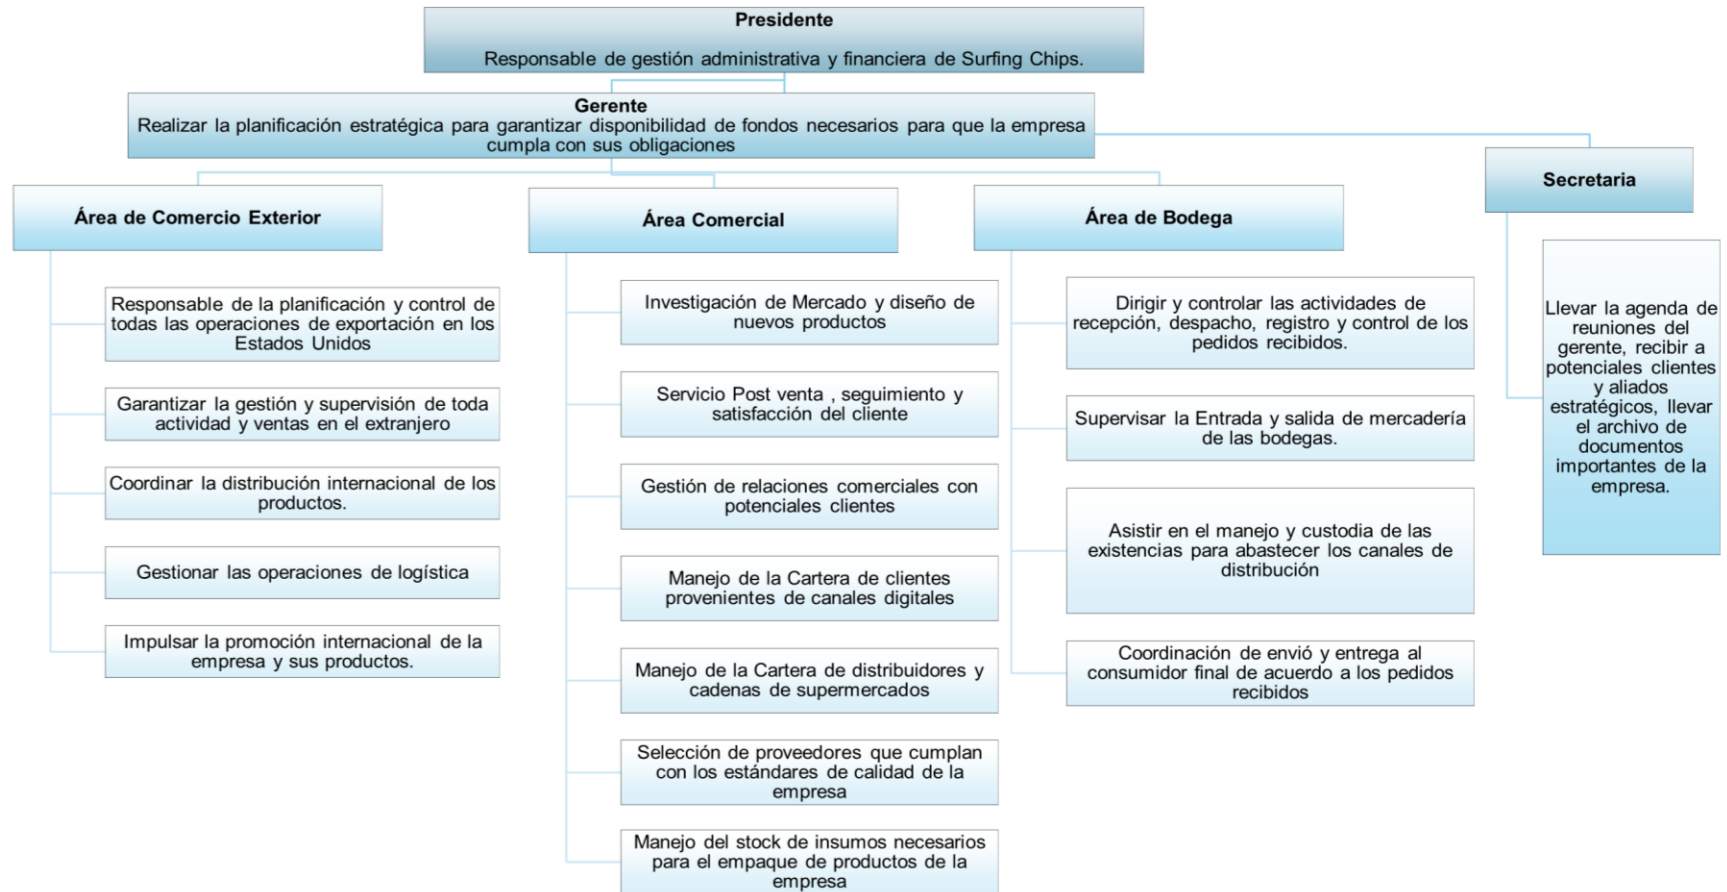 Presidente
Responsable de gestión administrativa y financiera de Surfing Chips.
Gerente
Realizar la planificación estratégica para garantizar disponibilidad de fondos necesarios para que la empresa
cumpla con sus obligaciones
Secretaria
Llevar la agenda de
reuniones del
gerente, recibir a
potenciales clientes
y aliados
estratégicos, llevar
el archivo de
documentos
importantes de la
empresa.
Área de Comercio Exterior
Responsable de la planificación y control de
todas las operaciones de exportación en los
Estados Unidos
Garantizar la gestión y supervisión de toda
actividad y ventas en el extranjero
Coordinar la distribución internacional de los
productos.
Gestionar las operaciones de logística
Impulsar la promoción internacional de la
empresa y sus productos.
Área Comercial
Investigación de Mercado y diseño de
nuevos productos
Servicio Post venta , seguimiento y
satisfacción del cliente
Gestión de relaciones comerciales con
potenciales clientes
Manejo de la Cartera de clientes
provenientes de canales digitales
Manejo de la Cartera de distribuidores y
cadenas de supermercados
Selección de proveedores que cumplan
con los estándares de calidad de la
empresa
Manejo del stock de insumos necesarios
para el empaque de productos de la
empresa
Área de Bodega
Dirigir y controlar las actividades de
recepción, despacho, registro y control de los
pedidos recibidos.
Supervisar la Entrada y salida de mercadería
de las bodegas.
Asistir en el manejo y custodia de las
existencias para abastecer los canales de
distribución
Coordinación de envió y entrega al
consumidor final de acuerdo a los pedidos
recibidos